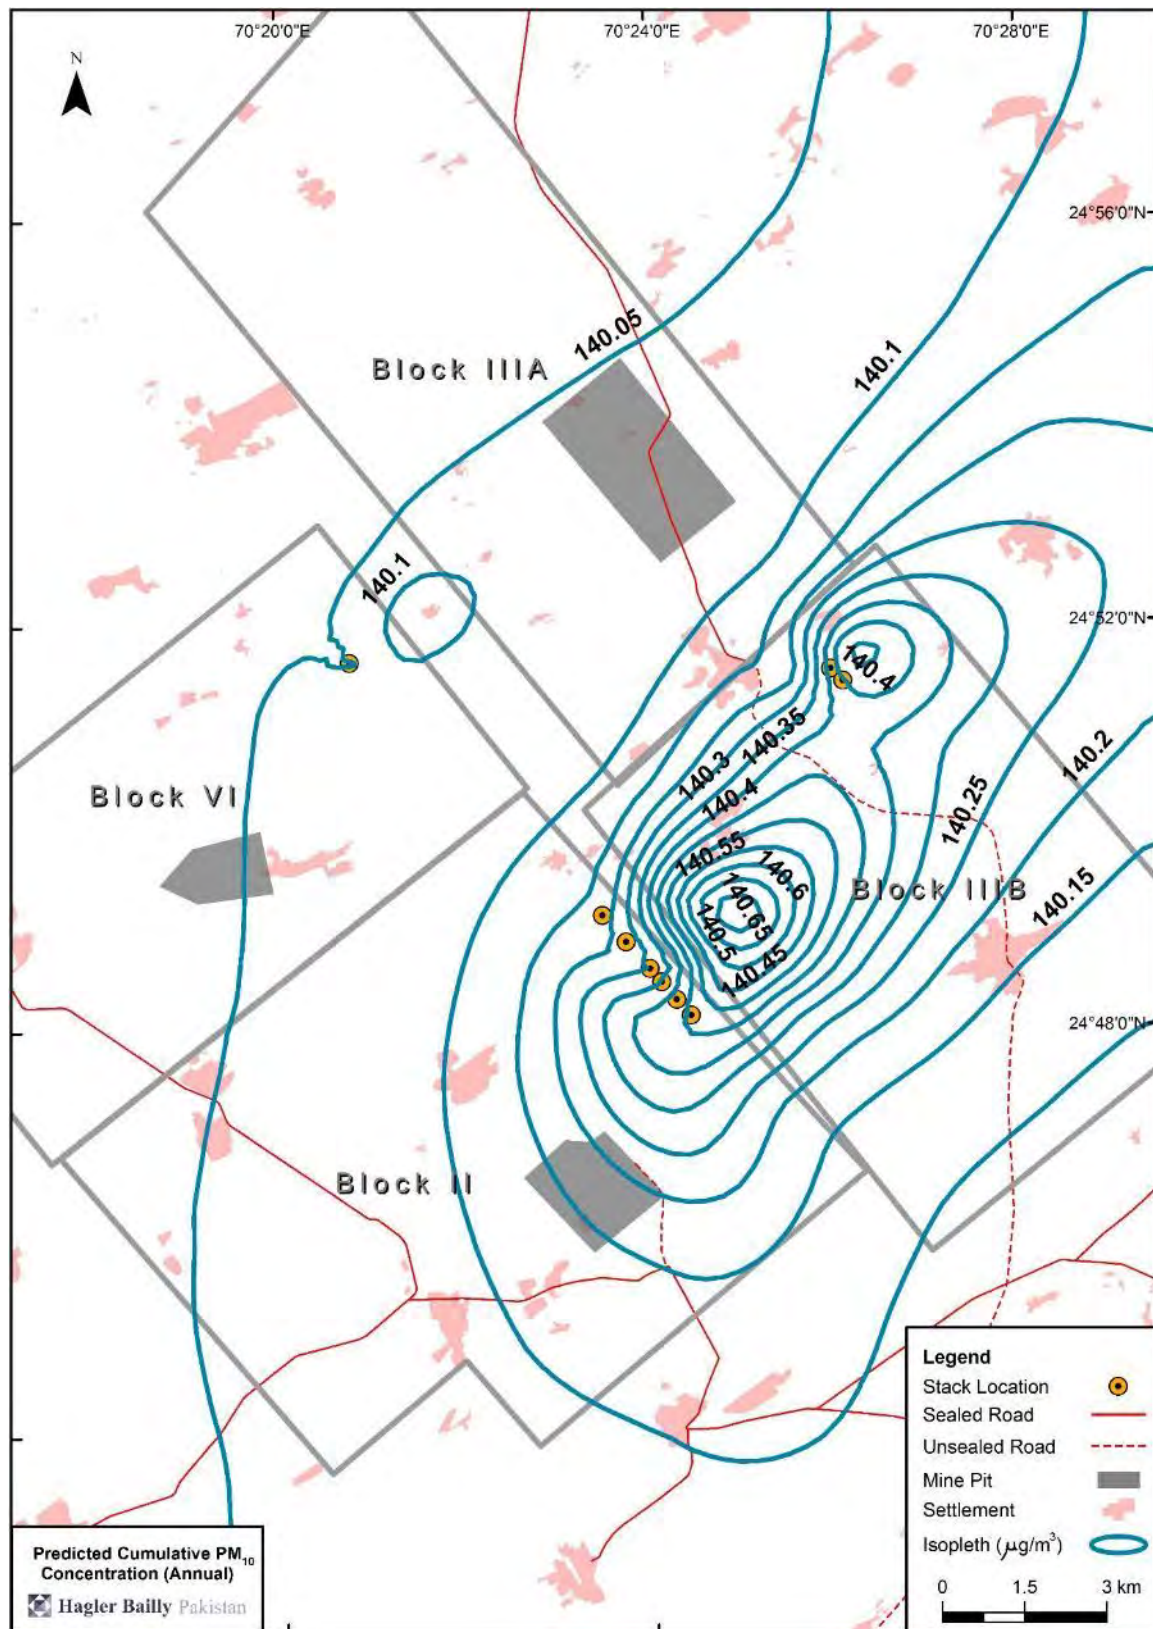 70°20'0"E
70°24'0"E
70°28'0"E
N
24°56'0"N
140.05
140.1
Block IIIA
140.1
24°52'0"N
140.4
140.35
140.3
140.2
140.4
140.25
Block VI
140.55
140.6
Block IIIB
140.65
140.15
140.5
140.45
24°48'0"N
Block II
Legend
Stack Location
Sealed Road
Unsealed Road
Mine Pit
Settlement
Isopleth (µg/m³)
0 1.5 3 km
Predicted Cumulative PM₁₀
Concentration (Annual)
Hagler Bailly Pakistan